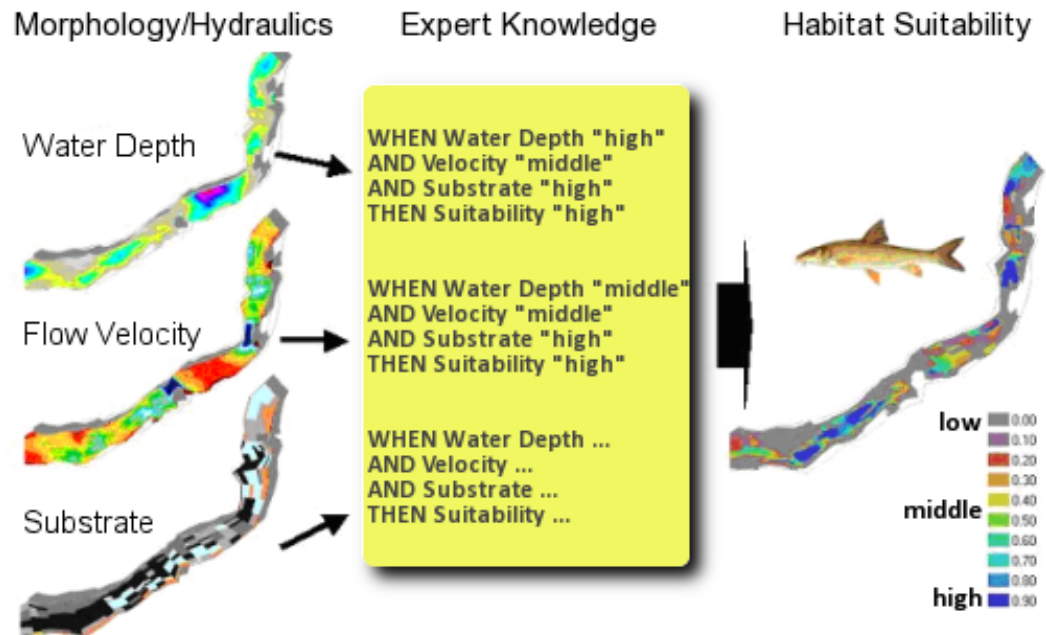 Morphology/Hydraulics
Expert Knowledge
Habitat Suitability
Water Depth
Flow Velocity
Substrate
WHEN Water Depth "high"
AND Velocity "middle"
AND Substrate "high"
THEN Suitability "high"
WHEN Water Depth "middle"
AND Velocity "middle"
AND Substrate "high"
THEN Suitability "high"
WHEN Water Depth ...
AND Velocity ...
AND Substrate ...
THEN Suitability ...
low 0.00
0.10
0.20
0.30
0.40
middle 0.50
0.60
0.70
0.80
high 0.90